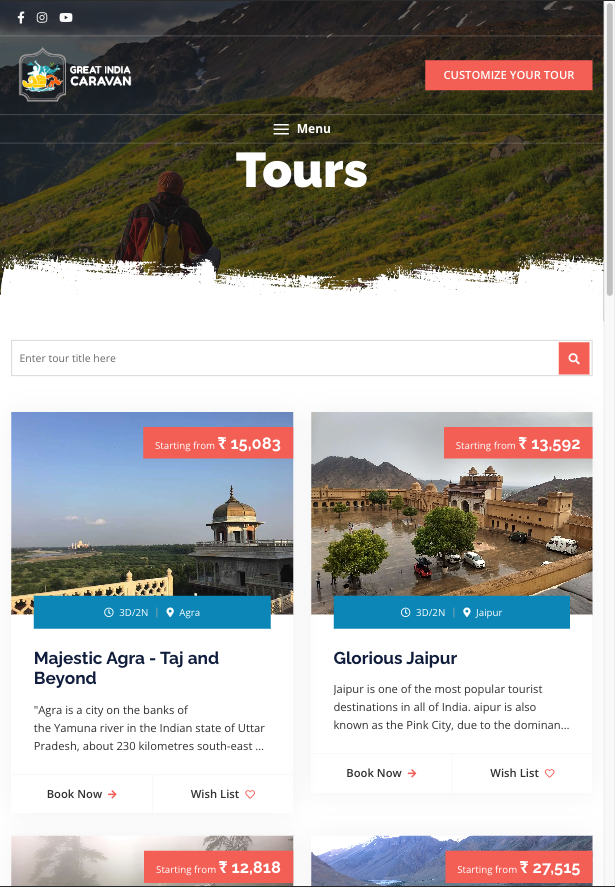 GREAT INDIA
CARAVAN
CUSTOMIZE YOUR TOUR
Menu
Tours
Enter tour title here
Starting from ₹ 15,083
3D/2N | Agra
Majestic Agra - Taj and
Beyond
"Agra is a city on the banks of
the Yamuna river in the Indian state of Uttar
Pradesh, about 230 kilometres south-east ...
Book Now
Wish List
Starting from ₹ 13,592
3D/2N | Jaipur
Glorious Jaipur
Jaipur is one of the most popular tourist
destinations in all of India. aipur is also
known as the Pink City, due to the dominan...
Book Now
Wish List
Starting from ₹ 12,818
Starting from ₹ 27,515